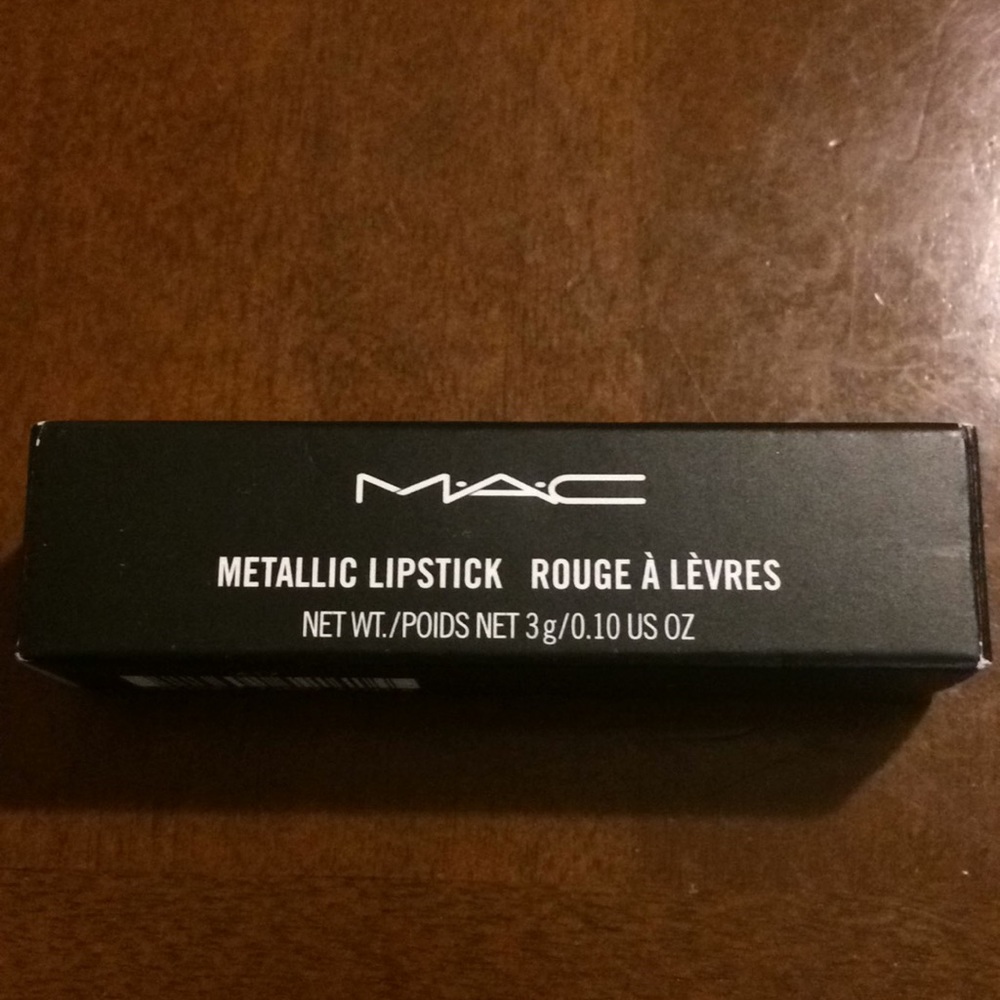 M·A·C
METALLIC LIPSTICK ROUGE À LÈVRES
NET WT./POIDS NET 3 g/0.10 US OZ